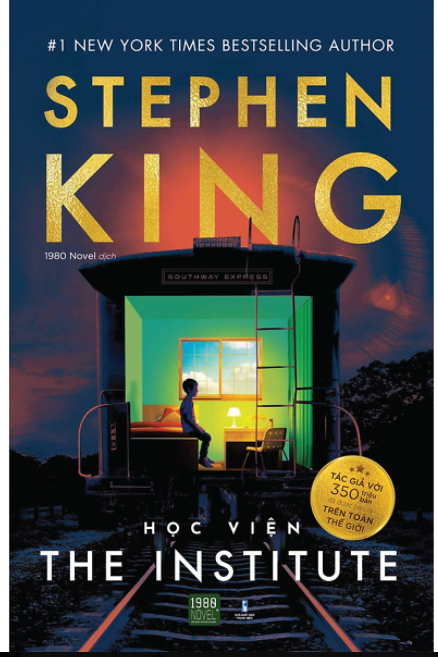 #1 NEW YORK TIMES BESTSELLING AUTHOR
STEPHEN
KING
1980 Novel dịch
SOUTHWAY EXPRESS
TÁC GIẢ VỚI
350 triệu bản
TRÊN TOÀN
THẾ GIỚI
HỌC VIỆN
THE INSTITUTE
1980
NOVEL